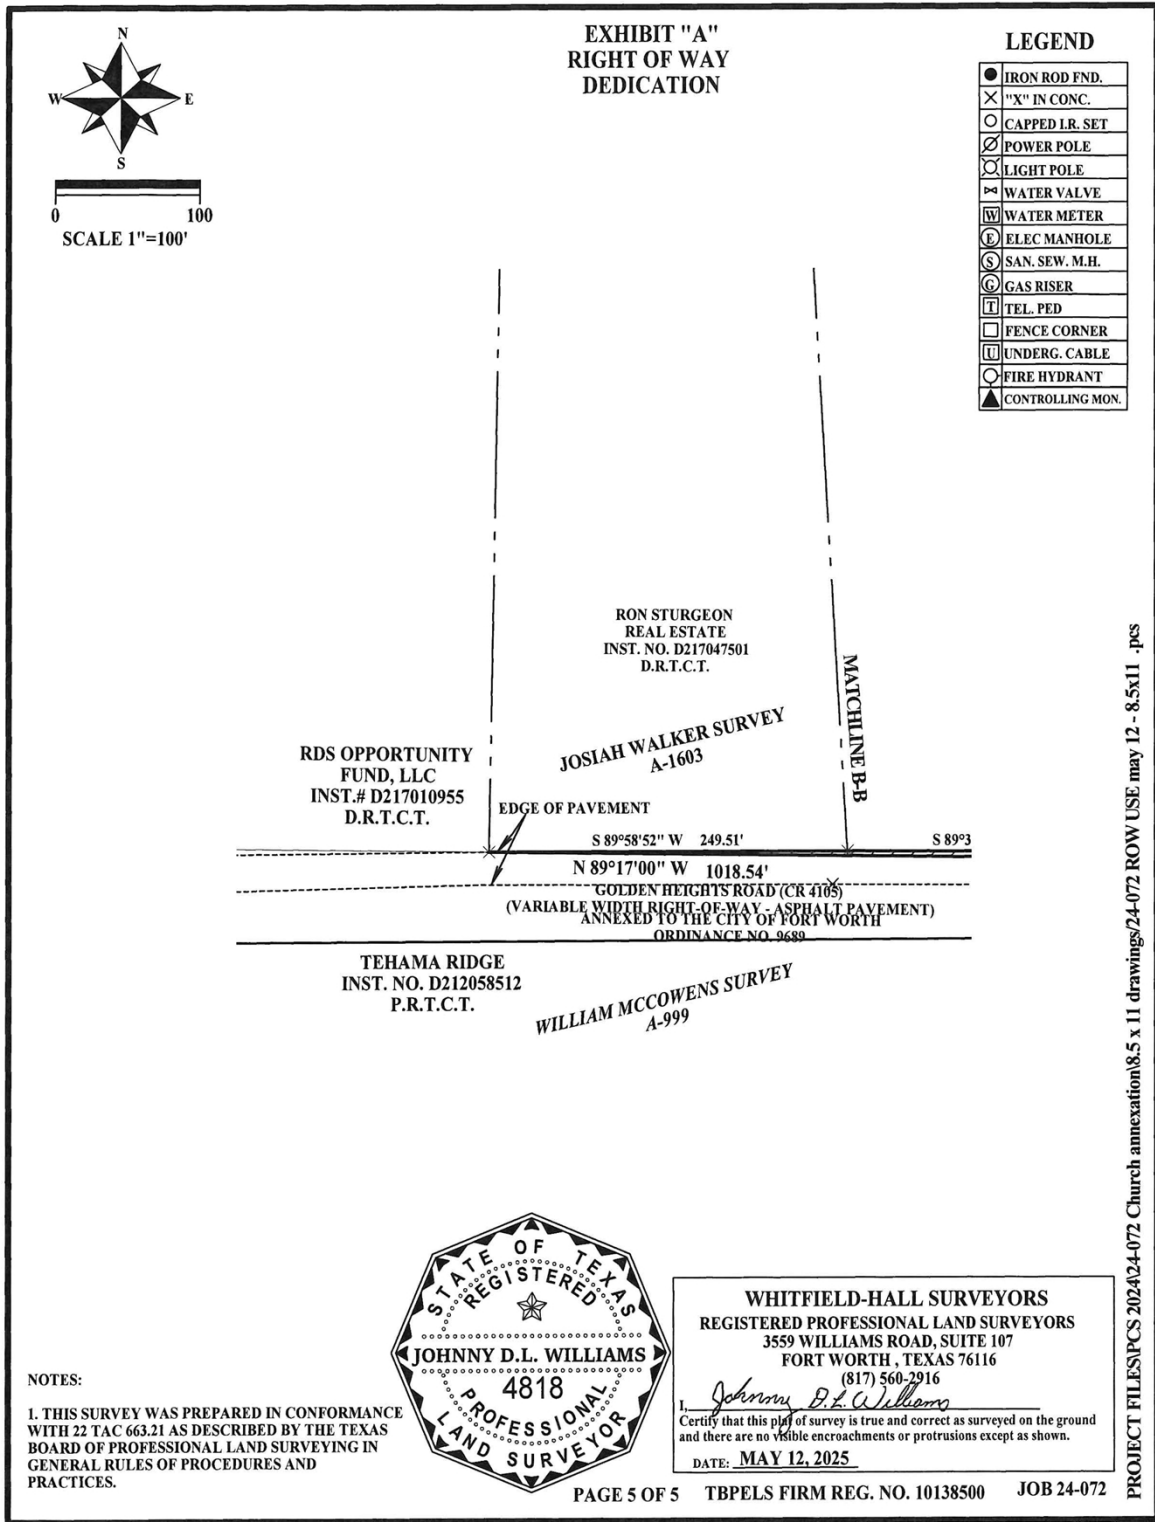 EXHIBIT "A"
RIGHT OF WAY
DEDICATION
N
W
E
S
0
100
SCALE 1"=100'
LEGEND
IRON ROD FND.
"X" IN CONC.
CAPPED I.R. SET
POWER POLE
LIGHT POLE
WATER VALVE
W WATER METER
E ELEC MANHOLE
S SAN. SEW. M.H.
G GAS RISER
T TEL. PED
FENCE CORNER
U UNDERG. CABLE
FIRE HYDRANT
CONTROLLING MON.
RON STURGEON
REAL ESTATE
INST. NO. D217047501
D.R.T.C.T.
MATCHLINE B-B
JOSIAH WALKER SURVEY
A-1603
RDS OPPORTUNITY
FUND, LLC
INST.# D217010955
D.R.T.C.T.
EDGE OF PAVEMENT
S 89°58'52" W 249.51'
S 89°3
N 89°17'00" W 1018.54'
GOLDEN HEIGHTS ROAD (CR 4105)
(VARIABLE WIDTH RIGHT-OF-WAY - ASPHALT PAVEMENT)
ANNEXED TO THE CITY OF FORT WORTH
ORDINANCE NO. 9689
TEHAMA RIDGE
INST. NO. D212058512
P.R.T.C.T.
WILLIAM MCCOWENS SURVEY
A-999
STATE OF TEXAS
REGISTERED
JOHNNY D.L. WILLIAMS
4818
PROFESSIONAL
LAND SURVEYOR
NOTES:
1. THIS SURVEY WAS PREPARED IN CONFORMANCE
WITH 22 TAC 663.21 AS DESCRIBED BY THE TEXAS
BOARD OF PROFESSIONAL LAND SURVEYING IN
GENERAL RULES OF PROCEDURES AND
PRACTICES.
WHITFIELD-HALL SURVEYORS
REGISTERED PROFESSIONAL LAND SURVEYORS
3559 WILLIAMS ROAD, SUITE 107
FORT WORTH , TEXAS 76116
(817) 560-2916
I, Johnny D.L. Williams
Certify that this plat of survey is true and correct as surveyed on the ground
and there are no visible encroachments or protrusions except as shown.
DATE: MAY 12, 2025
PAGE 5 OF 5 TBPELS FIRM REG. NO. 10138500 JOB 24-072
PROJECT FILES\PCS 2024\24-072 Church annexation\8.5 x 11 drawings/24-072 ROW USE may 12 - 8.5x11 .pcs